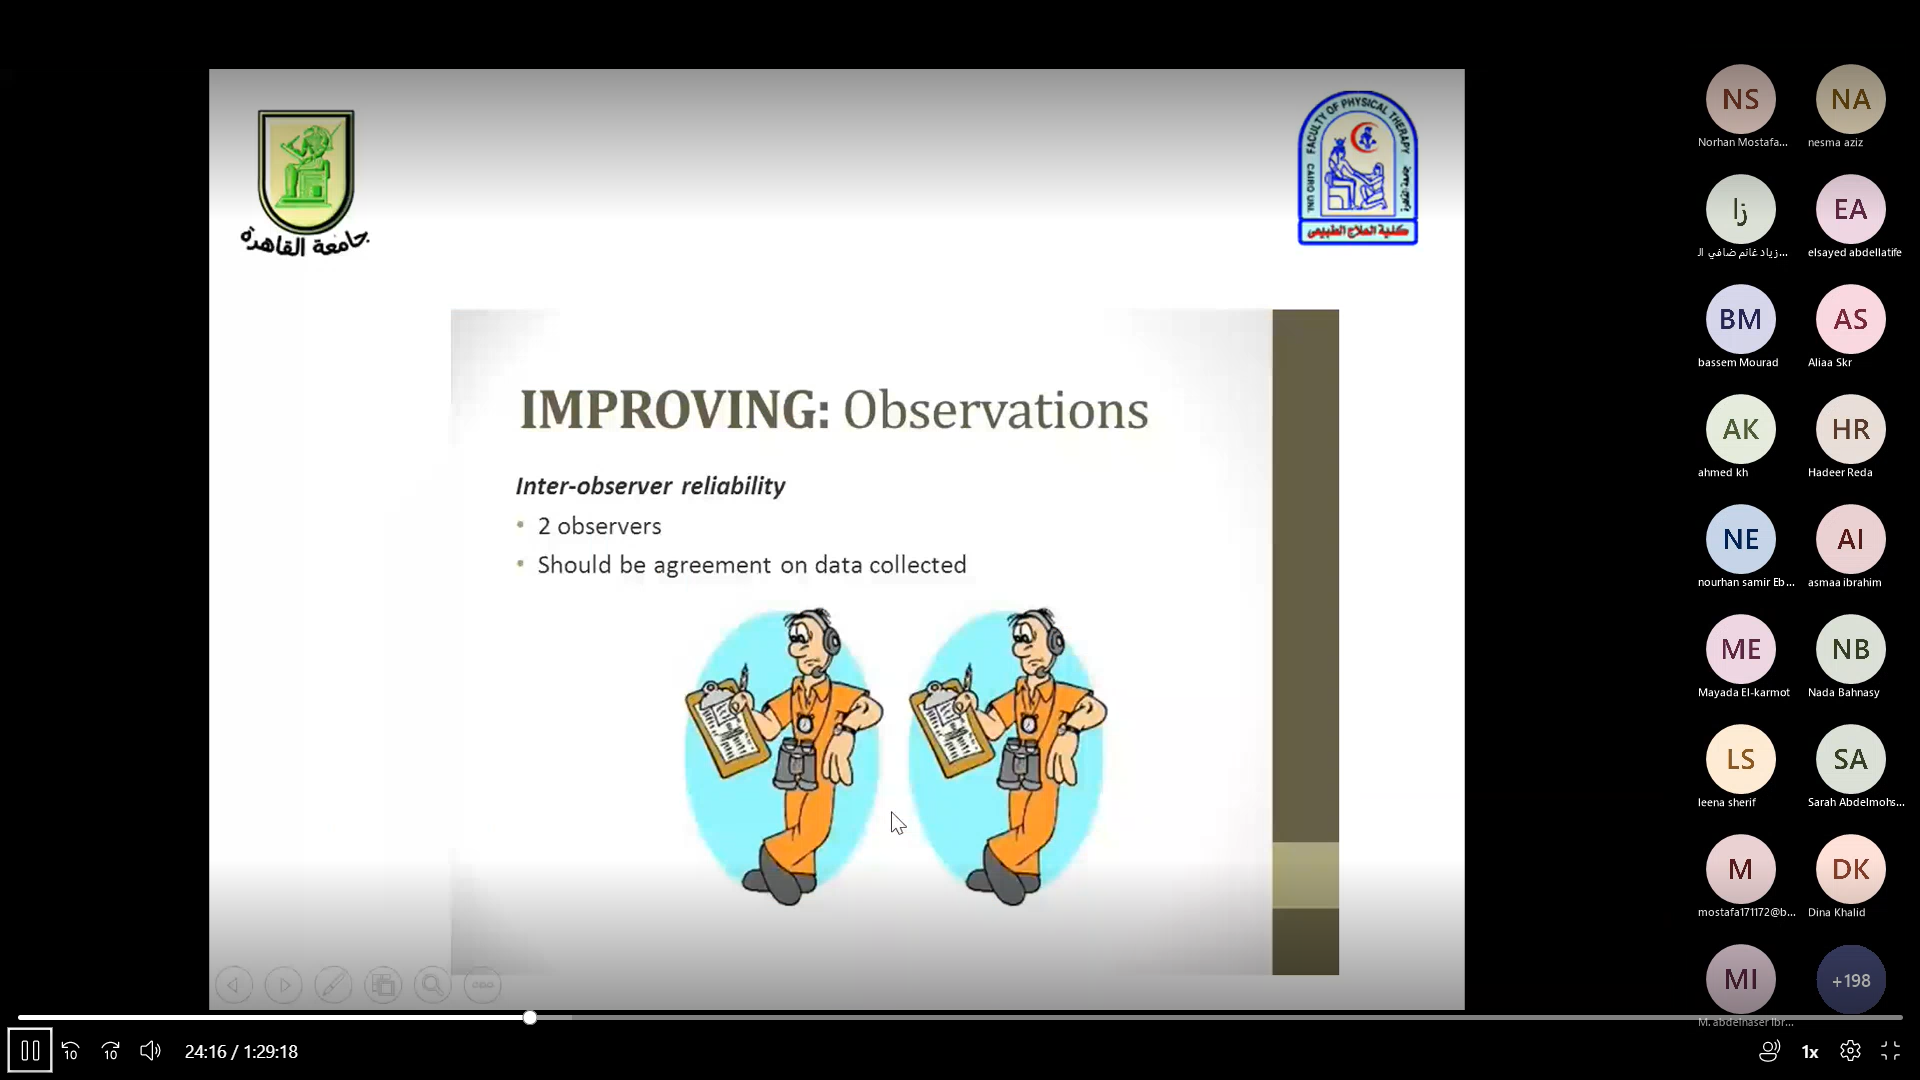 جامعة القاهرة
FACULTY OF PHYSICAL THERAPY
CAIRO UNI.
جامعة القاهرة
كلية العلاج الطبيعى
IMPROVING: Observations
Inter-observer reliability
• 2 observers
• Should be agreement on data collected
NS
NA
Norhan Mostafa...
nesma aziz
زا
EA
زياد غانم ضافي ال...
elsayed abdellatife
BM
AS
bassem Mourad
Aliaa Skr
AK
HR
ahmed kh
Hadeer Reda
NE
AI
nourhan samir Eb...
asmaa ibrahim
ME
NB
Mayada El-karmot
Nada Bahnasy
LS
SA
leena sherif
Sarah Abdelmohs...
M
DK
mostafa171172@b...
Dina Khalid
MI
+198
M. abdelnaser Ibr...
10
10
24:16 / 1:29:18
1x